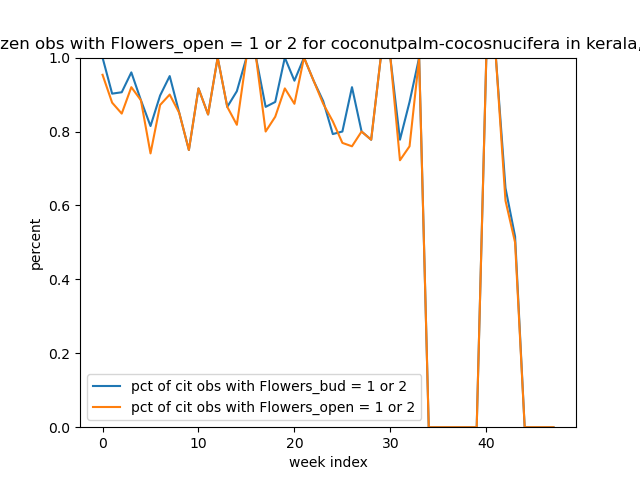 zen obs with Flowers_open = 1 or 2 for coconutpalm-cocosnucifera in kerala,
percent
1.0
0.8
0.6
0.4
0.2
0.0
pct of cit obs with Flowers_bud = 1 or 2
pct of cit obs with Flowers_open = 1 or 2
0 10 20 30 40
week index